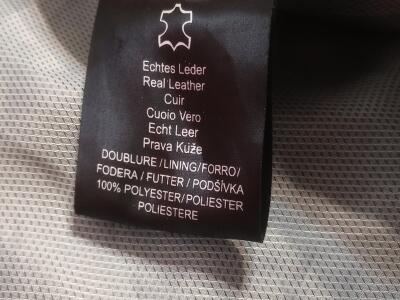 Echtes Leder
Real Leather
Cuir
Cuoio Vero
Echt Leer
Prava Kůže
DOUBLURE/LINING/FORRO/
FODERA/FUTTER/PODŠÍVKA
100% POLYESTER/POLIESTER
POLIESTERE